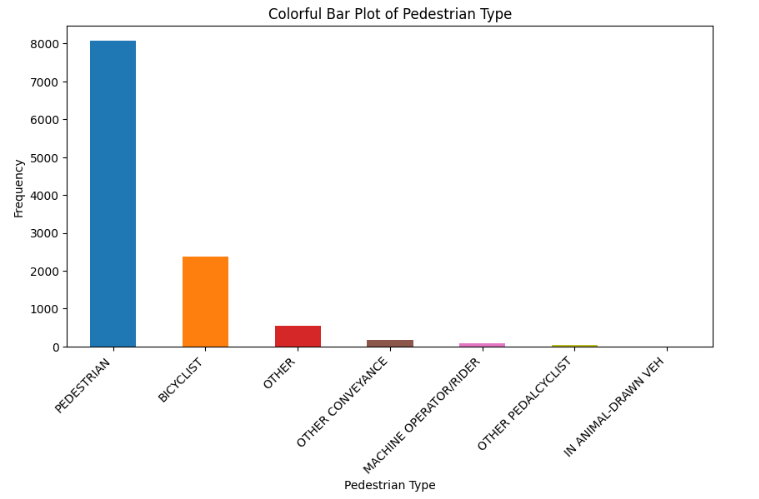 Colorful Bar Plot of Pedestrian Type
8000
7000
6000
5000
4000
3000
2000
1000
0
Frequency
PEDESTRIAN
BICYCLIST
OTHER
OTHER CONVEYANCE
MACHINE OPERATOR/RIDER
OTHER PEDALCYCLIST
IN ANIMAL-DRAWN VEH
Pedestrian Type